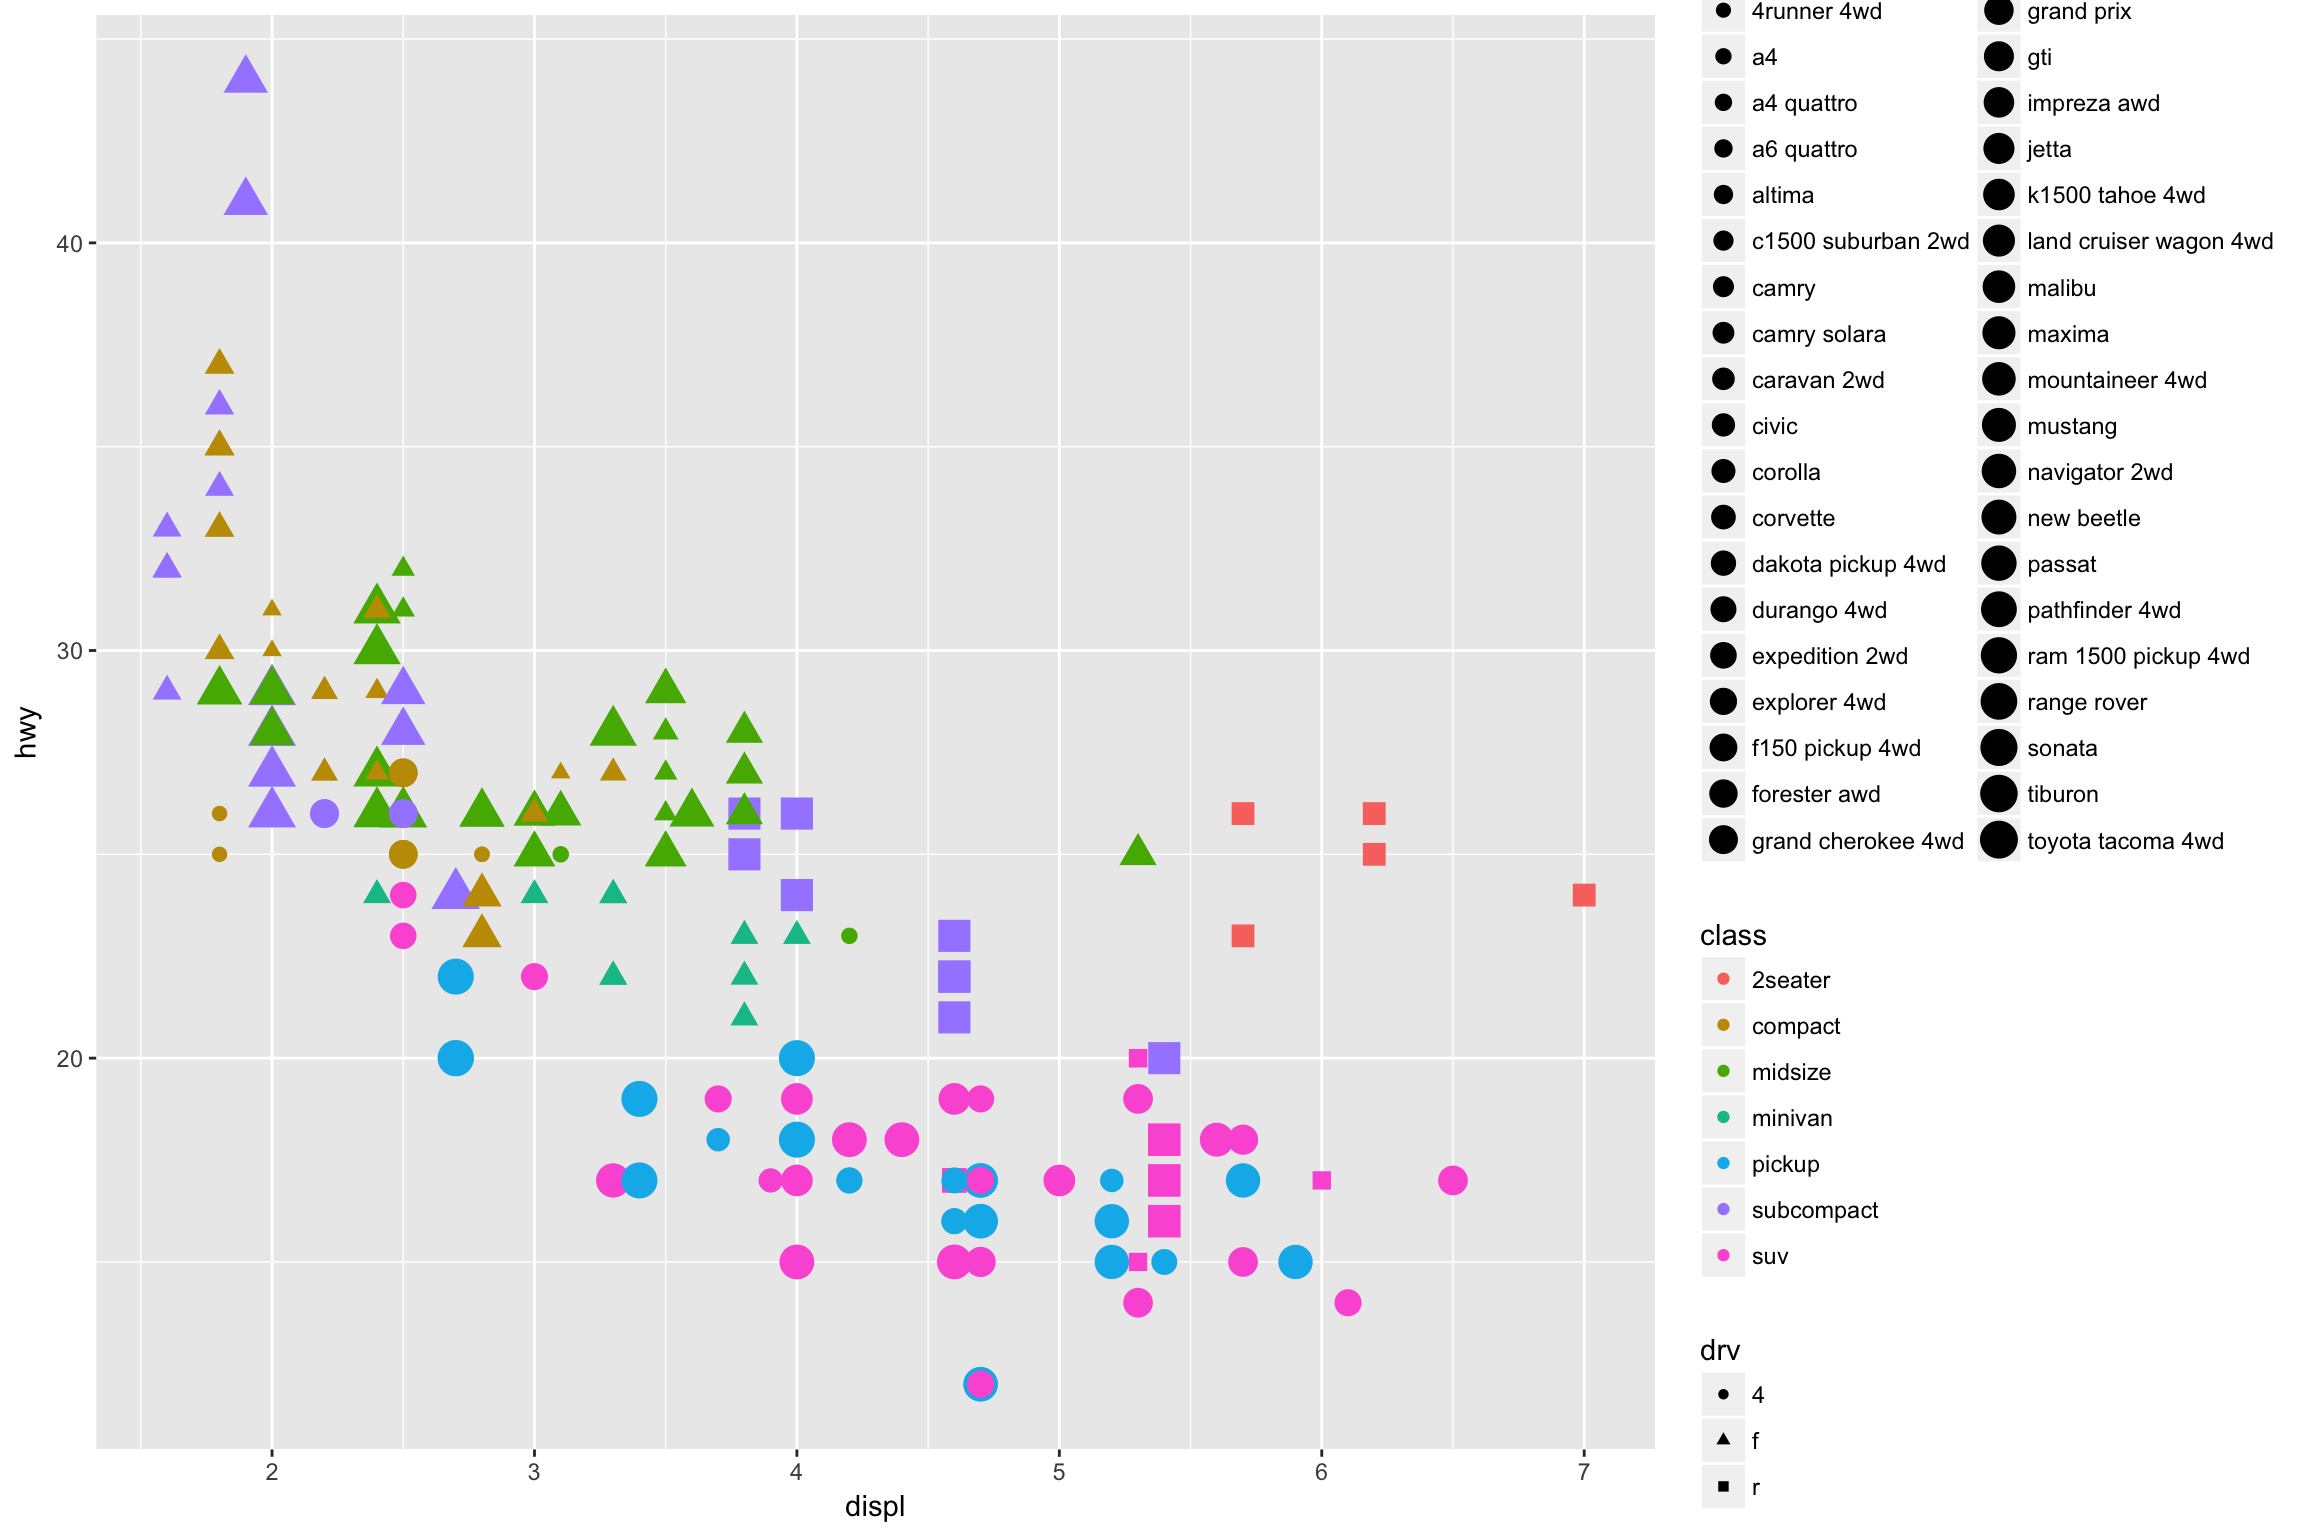 40
30
20
hwy
2 3 4 5 6 7
displ
4runner 4wd
a4
a4 quattro
a6 quattro
altima
c1500 suburban 2wd
camry
camry solara
caravan 2wd
civic
corolla
corvette
dakota pickup 4wd
durango 4wd
expedition 2wd
explorer 4wd
f150 pickup 4wd
forester awd
grand cherokee 4wd
grand prix
gti
impreza awd
jetta
k1500 tahoe 4wd
land cruiser wagon 4wd
malibu
maxima
mountaineer 4wd
mustang
navigator 2wd
new beetle
passat
pathfinder 4wd
ram 1500 pickup 4wd
range rover
sonata
tiburon
toyota tacoma 4wd
class
2seater
compact
midsize
minivan
pickup
subcompact
suv
drv
4
f
r